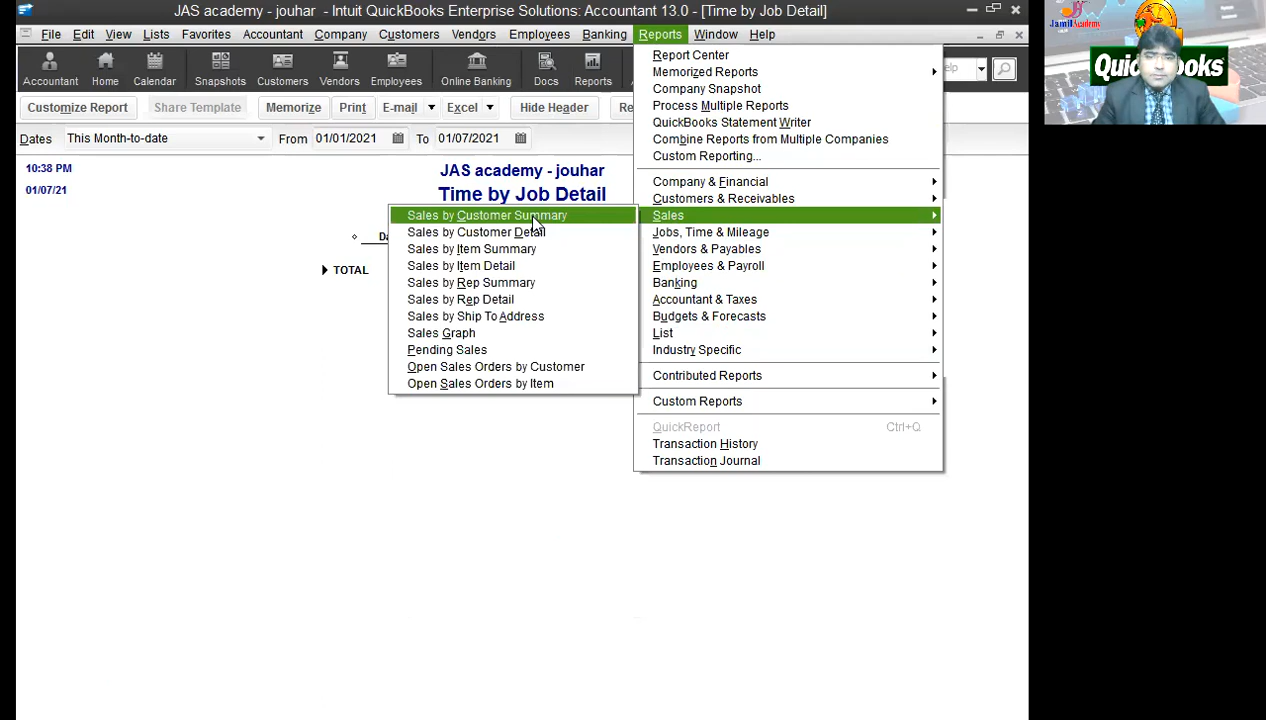 JAS academy - jouhar - Intuit QuickBooks Enterprise Solutions: Accountant 13.0 - [Time by Job Detail]
File Edit View Lists Favorites Accountant Company Customers Vendors Employees Banking Reports Window Help
Accountant Home Calendar Snapshots Customers Vendors Employees Online Banking Docs Reports
Customize Report Share Template Memorize Print E-mail Excel Hide Header Re
Dates This Month-to-date From 01/01/2021 To 01/07/2021
10:38 PM
01/07/21
JAS academy - jouhar
Time by Job Detail
Da
TOTAL
Sales by Customer Summary
Sales by Customer Detail
Sales by Item Summary
Sales by Item Detail
Sales by Rep Summary
Sales by Rep Detail
Sales by Ship To Address
Sales Graph
Pending Sales
Open Sales Orders by Customer
Open Sales Orders by Item
Report Center
Memorized Reports
Company Snapshot
Process Multiple Reports
QuickBooks Statement Writer
Combine Reports from Multiple Companies
Custom Reporting...
Company & Financial
Customers & Receivables
Sales
Jobs, Time & Mileage
Vendors & Payables
Employees & Payroll
Banking
Accountant & Taxes
Budgets & Forecasts
List
Industry Specific
Contributed Reports
Custom Reports
QuickReport Ctrl+Q
Transaction History
Transaction Journal
elp
Jamil Academy